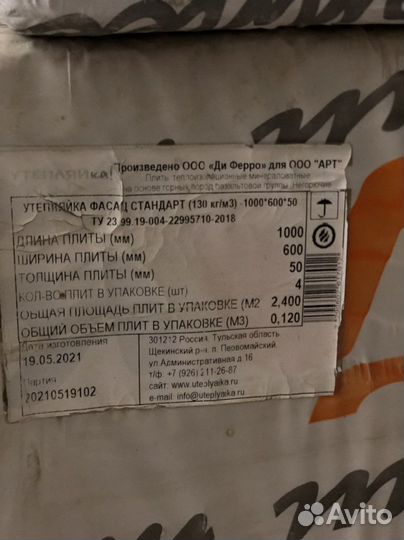 УТЕПЛЯЙКА! Произведено ООО «Ди Ферро» для ООО "АРТ"
Плиты теплоизоляционные минераловатные
на основе горных пород базальтовой группы. Негорючие
УТЕПЛЯЙКА ФАСАД СТАНДАРТ (130 кг/м3) -1000*600*50
ТУ 23.99.19-004-22995710-2018
ДЛИНА ПЛИТЫ (мм) 1000
ШИРИНА ПЛИТЫ (мм) 600
ТОЛЩИНА ПЛИТЫ (мм) 50
КОЛ-ВО ПЛИТ В УПАКОВКЕ (шт) 4
ОБЩАЯ ПЛОЩАДЬ ПЛИТ В УПАКОВКЕ (М2 2,400
ОБЩИЙ ОБЪЕМ ПЛИТ В УПАКОВКЕ (М3) 0,120
Дата изготовления
19.05.2021
Партия
20210519102
301212 Россия, Тульская область
Щекинский р-н, п. Первомайский,
ул.Административная д.16
т/ф. +7 (926) 211-26-87
сайт: www.uteplyaika.ru
e-mail: info@uteplyaika.ru
Avito